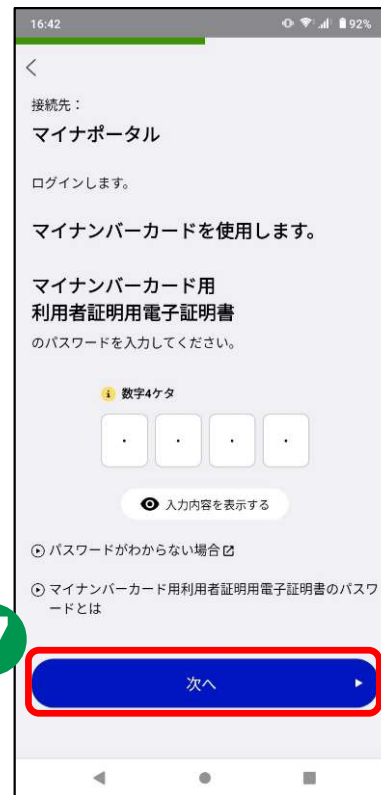 16:42
92%
接続先：
マイナポータル
ログインします。
マイナンバーカードを使用します。
マイナンバーカード用
利用者証明用電子証明書
のパスワードを入力してください。
数字4ケタ
入力内容を表示する
パスワードがわからない場合
マイナンバーカード用利用者証明用電子証明書のパスワ
ードとは
7
次へ